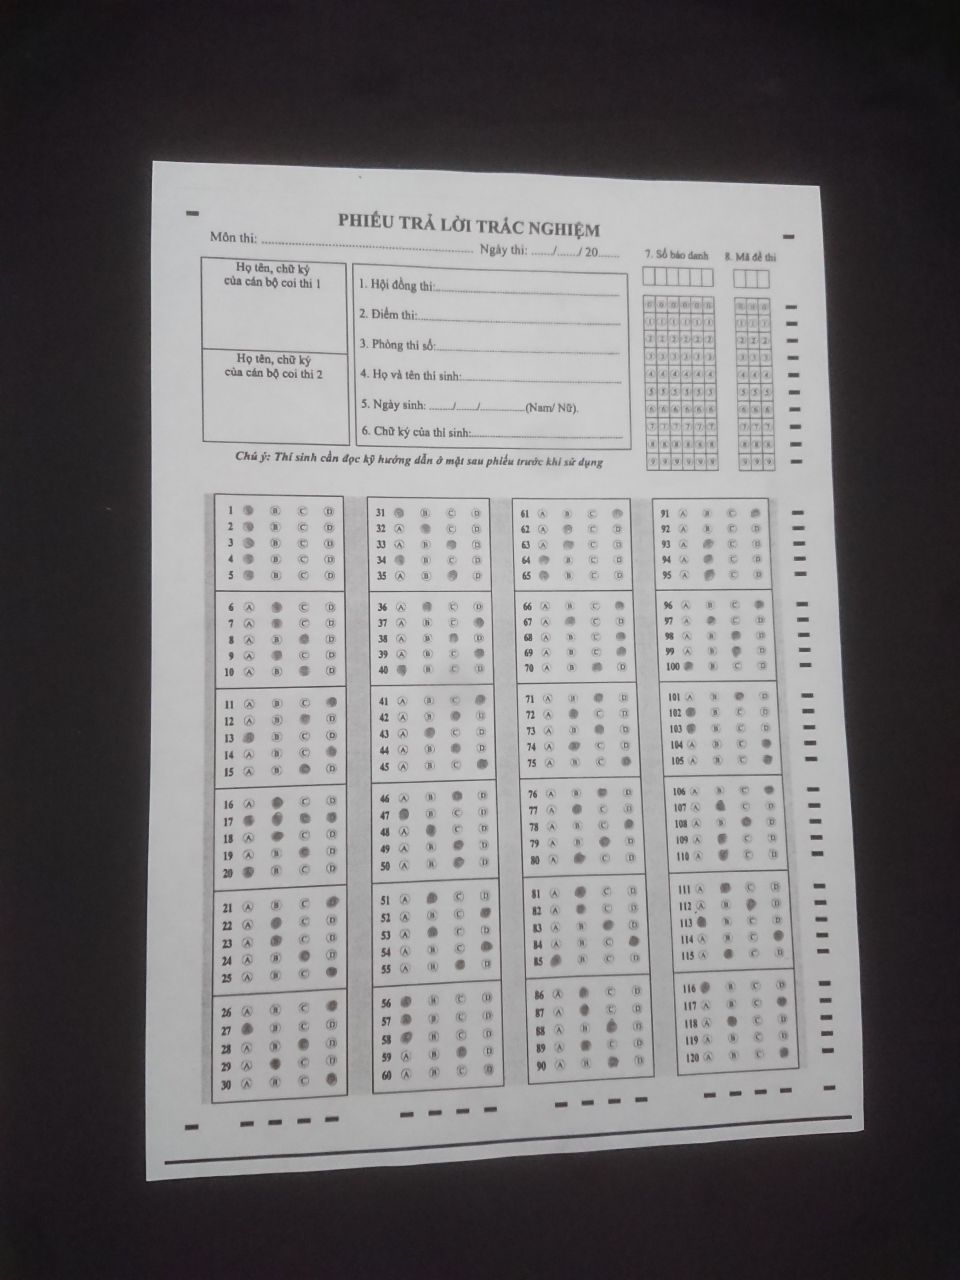 PHIẾU TRẢ LỜI TRẮC NGHIỆM
Môn thi: ........................................ Ngày thi: ....../....../ 20......
7. Số báo danh 8. Mã đề thi
Họ tên, chữ ký
của cán bộ coi thi 1
Họ tên, chữ ký
của cán bộ coi thi 2
1. Hội đồng thi:........................................
2. Điểm thi:........................................
3. Phòng thi số:........................................
4. Họ và tên thí sinh:........................................
5. Ngày sinh: ......./......./............(Nam/ Nữ).
6. Chữ ký của thí sinh:........................................
Chú ý: Thí sinh cần đọc kỹ hướng dẫn ở mặt sau phiếu trước khi sử dụng
1 B C D
2 B C D
3 B C D
4 B C D
5 B C D
6 A C D
7 A C D
8 A B D
9 A C D
10 A B D
11 A B C
12 A B D
13 B C D
14 A B C
15 A B D
16 A C D
17
18 A C D
19 A B D
20 B C D
21 A B C
22 A C D
23 A C D
24 A B D
25 A B C
26 A B C
27 B C D
28 A B D
29 A C D
30 A B C
31 B C D
32 A C D
33 A B D
34 B C D
35 A B D
36 A C D
37 A B C
38 A B D
39 A B C
40 B C D
41 A B C
42 A B D
43 A C D
44 A B D
45 A B C
46 A B D
47 B C D
48 A C D
49 A B D
50 A B D
51 A C D
52 A B C
53 A C D
54 A B C
55 A B D
56 B C D
57 B C D
58 B C D
59 A B D
60 A B C D
61 A B C
62 A C D
63 A C D
64 B C D
65 B C D
66 A B C
67 A C D
68 A B C
69 A B C
70 A B D
71 A B D
72 A C D
73 A B D
74 A C D
75 A B C
76 A B D
77 A C D
78 A B C
79 A B D
80 A C D
81 A C D
82 A C D
83 A B D
84 A B C
85 B C D
86 A C D
87 A C D
88 A B D
89 A C D
90 A B D
91 A B C
92 A B C D
93 A C D
94 A C D
95 A C D
96 A B C
97 A C D
98 A B D
99 A B D
100 B C D
101 A B D
102 B C D
103 B C D
104 A B C
105 A B C
106 A B C
107 A C D
108 A B D
109 A C D
110 A C D
111 A C D
112 A B D
113 B C D
114 A B C
115 A C D
116 B C D
117 A B C
118 A C D
119 A B C D
120 A B C